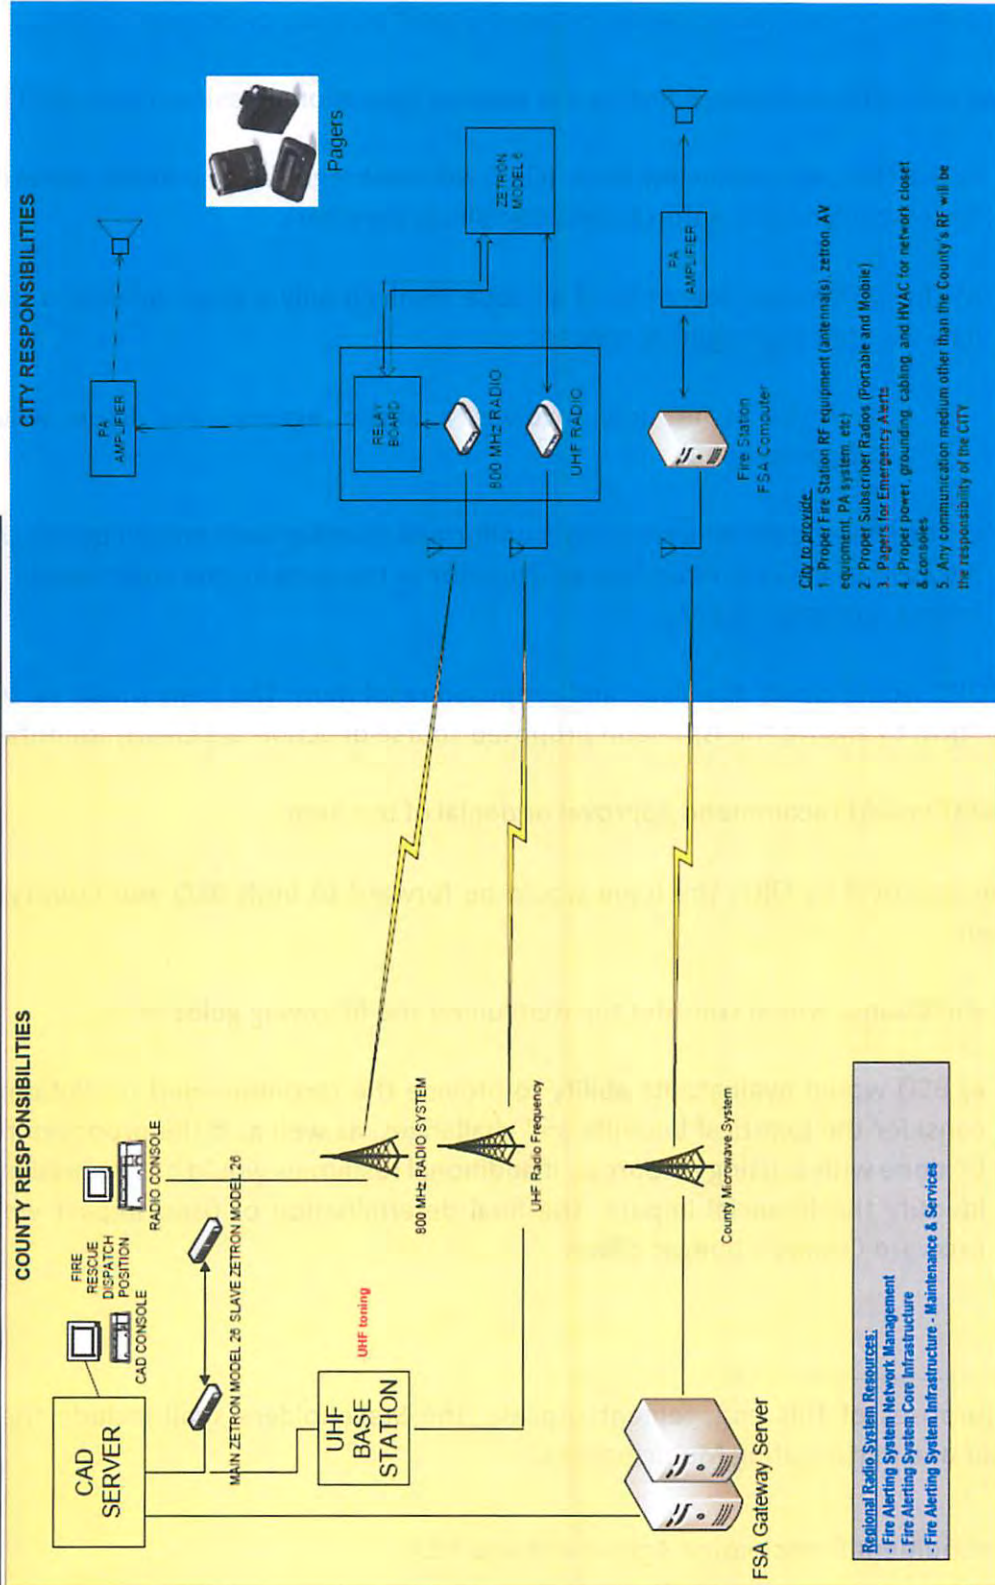 COUNTY RESPONSIBILITIES
CAD
SERVER
FIRE
RESCUE
DISPATCH
POSITION
CAD CONSOLE
RADIO CONSOLE
MAIN ZETRON MODEL 26 SLAVE ZETRON MODEL 26
UHF
BASE
STATION
UHF toning
800 MHz RADIO SYSTEM
UHF Radio Frequency
County Microwave System
FSA Gateway Server
Regional Radio System Resources:
- Fire Alerting System Network Management
- Fire Alerting System Core Infrastructure
- Fire Alerting System Infrastructure - Maintenance & Services
CITY RESPONSIBILITIES
PA
AMPLIFIER
Pagers
RELAY
BOARD
800 MHz RADIO
UHF RADIO
ZETRON
MODEL 6
Fire Station
FSA Computer
PA
AMPLIFIER
City to provide
1. Proper Fire Station RF equipment (antenna(s), zetron, AV
equipment, PA system, etc)
2. Proper Subscriber Radios (Portable and Mobile)
3. Pagers for Emergency Alerts
4. Proper power, grounding, cabling, and HVAC for network closet
& consoles
5. Any communication medium other than the County's RF will be
the responsibility of the CITY